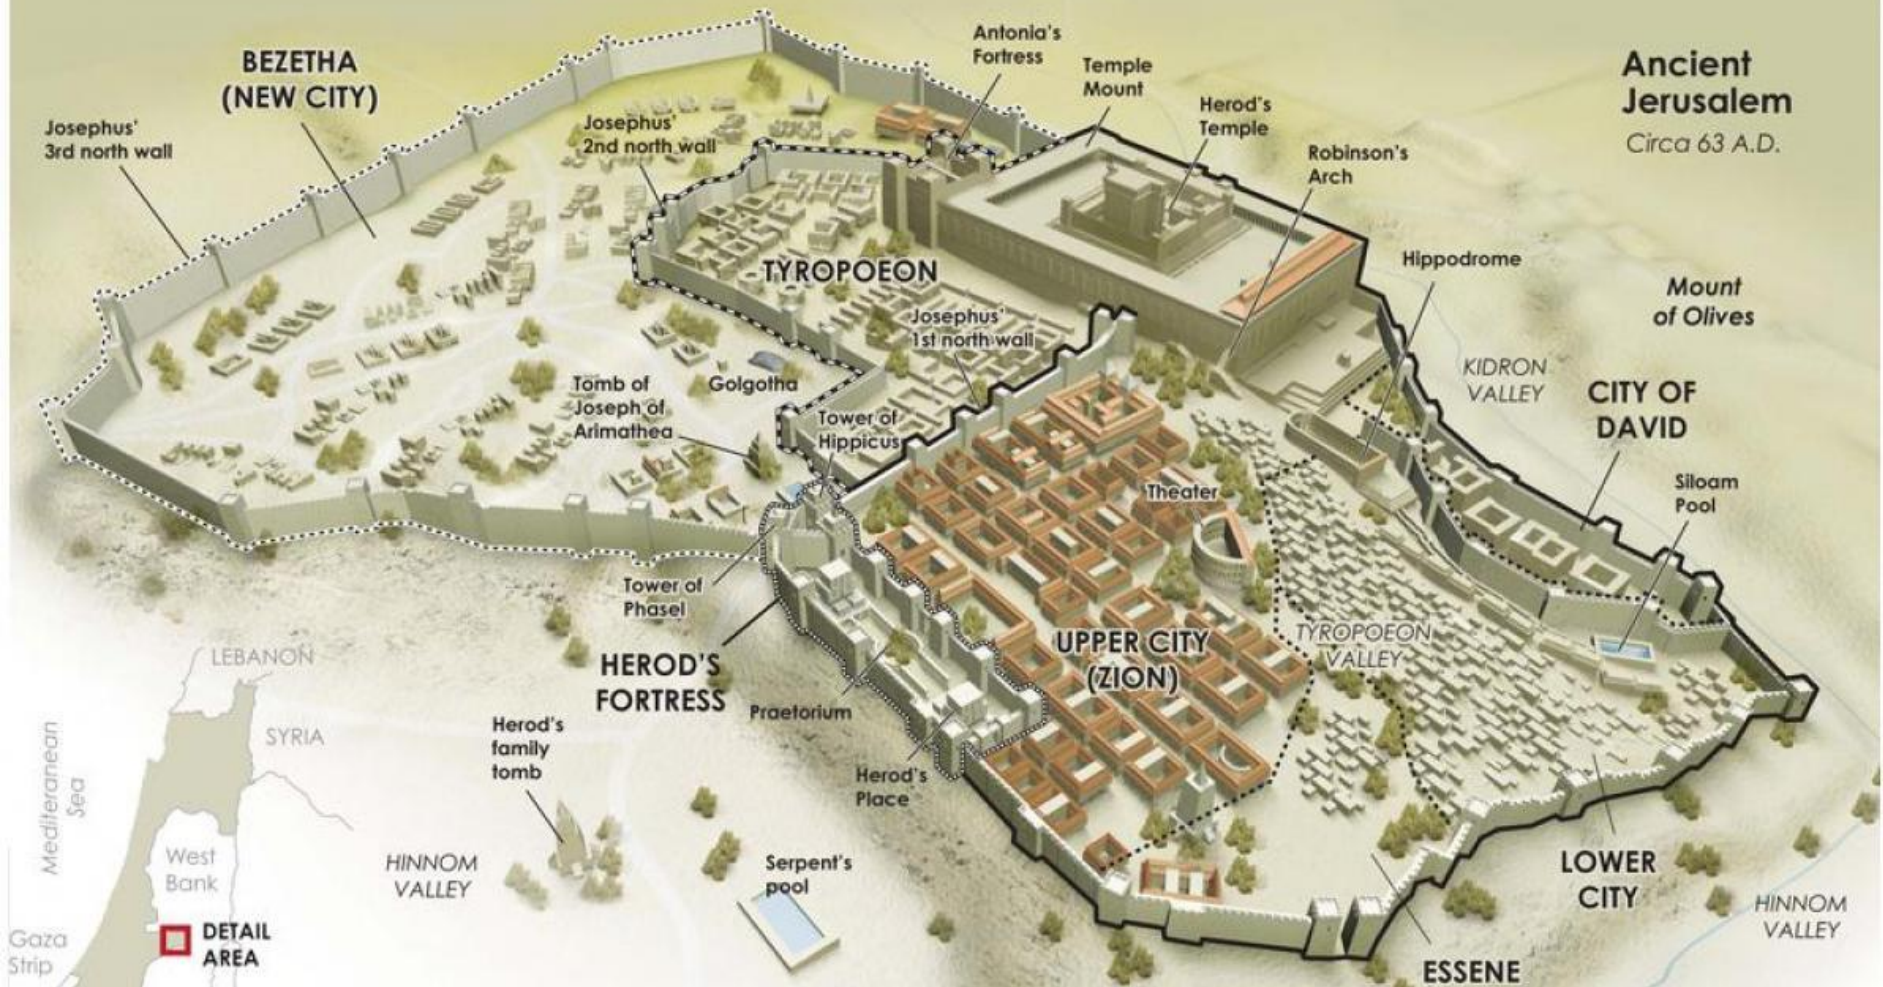 Ancient
Jerusalem
Circa 63 A.D.
BEZETHA
(NEW CITY)
Josephus'
3rd north wall
Josephus'
2nd north wall
Antonia's
Fortress
Temple
Mount
Herod's
Temple
Robinson's
Arch
Hippodrome
Mount
of Olives
KIDRON
VALLEY
CITY OF
DAVID
Siloam
Pool
TYROPOEON
Josephus'
1st north wall
Golgotha
Tomb of
Joseph of
Arimathea
Tower of
Hippicus
Theater
Tower of
Phasel
HEROD'S
FORTRESS
UPPER CITY
(ZION)
TYROPOEON
VALLEY
Praetorium
Herod's
Place
Herod's
family
tomb
HINNOM
VALLEY
Serpent's
pool
LOWER
CITY
HINNOM
VALLEY
ESSENE
LEBANON
SYRIA
Mediteranean
Sea
West
Bank
Gaza
Strip
DETAIL
AREA